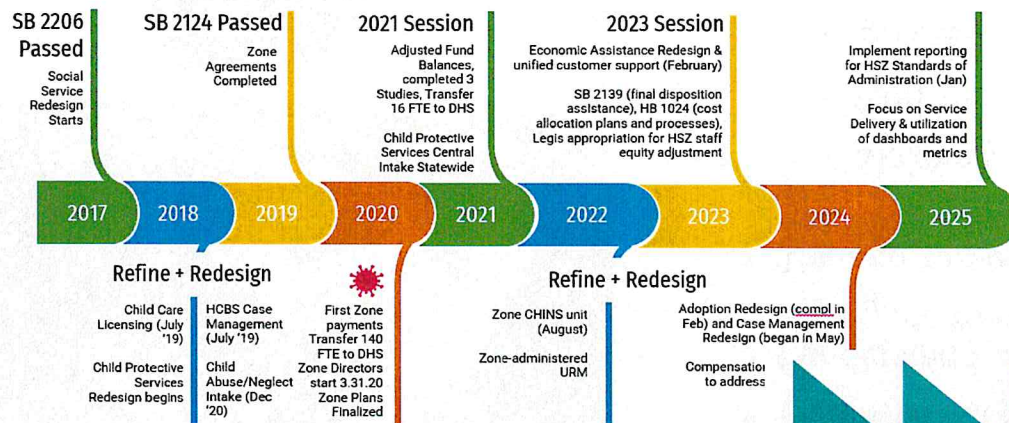 SB 2206
Passed
Social
Service
Redesign
Starts
SB 2124 Passed
Zone
Agreements
Completed
2021 Session
Adjusted Fund
Balances,
completed 3
Studies, Transfer
16 FTE to DHS
Child Protective
Services Central
Intake Statewide
2023 Session
Economic Assistance Redesign &
unified customer support (February)
SB 2139 (final disposition
assistance), HB 1024 (cost
allocation plans and processes),
Legis appropriation for HSZ staff
equity adjustment
Implement reporting
for HSZ Standards of
Administration (Jan)
Focus on Service
Delivery & utilization
of dashboards and
metrics
2017
2018
2019
2020
2021
2022
2023
2024
2025
Refine + Redesign
Child Care
Licensing (July
'19)
Child Protective
Services
Redesign begins
HCBS Case
Management
(July '19)
Child
Abuse/Neglect
Intake (Dec
'20)
First Zone
payments
Transfer 140
FTE to DHS
Zone Directors
start 3.31.20
Zone Plans
Finalized
Refine + Redesign
Zone CHINS unit
(August)
Zone-administered
URM
Adoption Redesign (compl in
Feb) and Case Management
Redesign (began in May)
to address